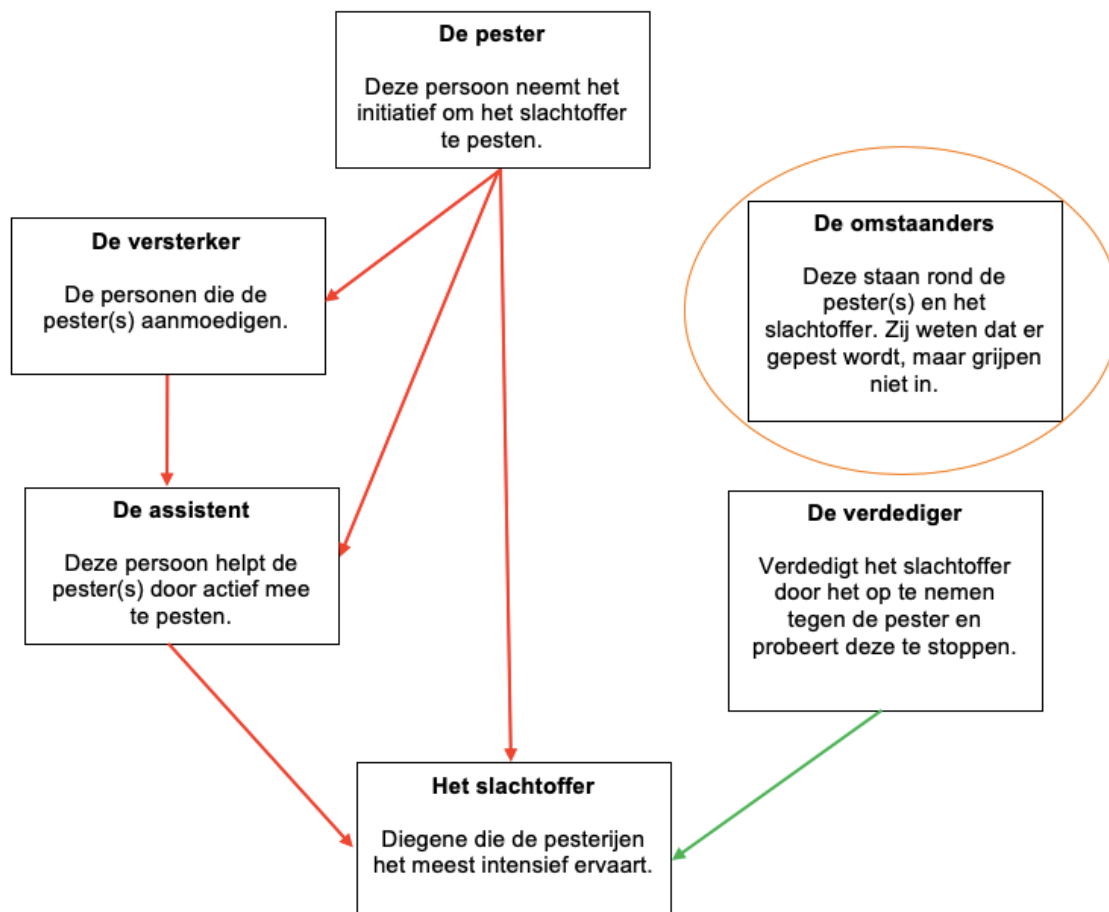 De pester
Deze persoon neemt het
initiatief om het slachtoffer
te pesten.
De versterker
De personen die de
pester(s) aanmoedigen.
De omstaanders
Deze staan rond de
pester(s) en het
slachtoffer. Zij weten dat er
gepest wordt, maar grijpen
niet in.
De assistent
Deze persoon helpt de
pester(s) door actief mee
te pesten.
De verdediger
Verdedigt het slachtoffer
door het op te nemen
tegen de pester en
probeert deze te stoppen.
Het slachtoffer
Diegene die de pesterijen
het meest intensief ervaart.